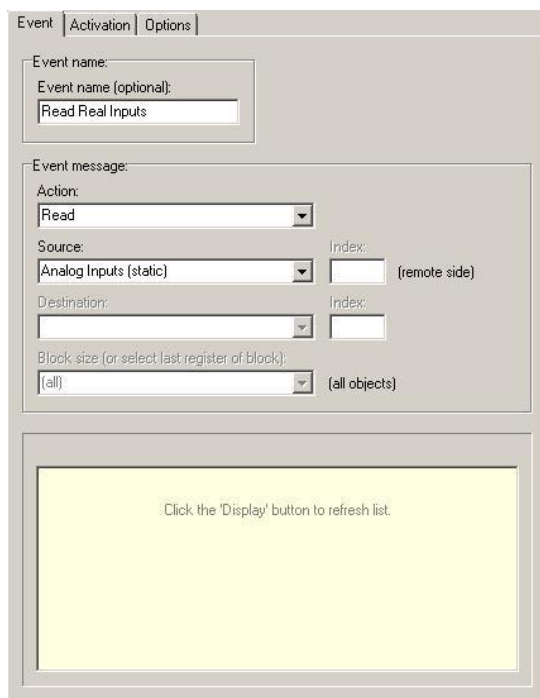 Event Activation Options
Event name:
Event name (optional):
Read Real Inputs
Event message:
Action:
Read
Source: Index:
Analog Inputs (static) (remote side)
Destination: Index:
Block size (or select last register of block):
(all) (all objects)
Click the 'Display' button to refresh list.